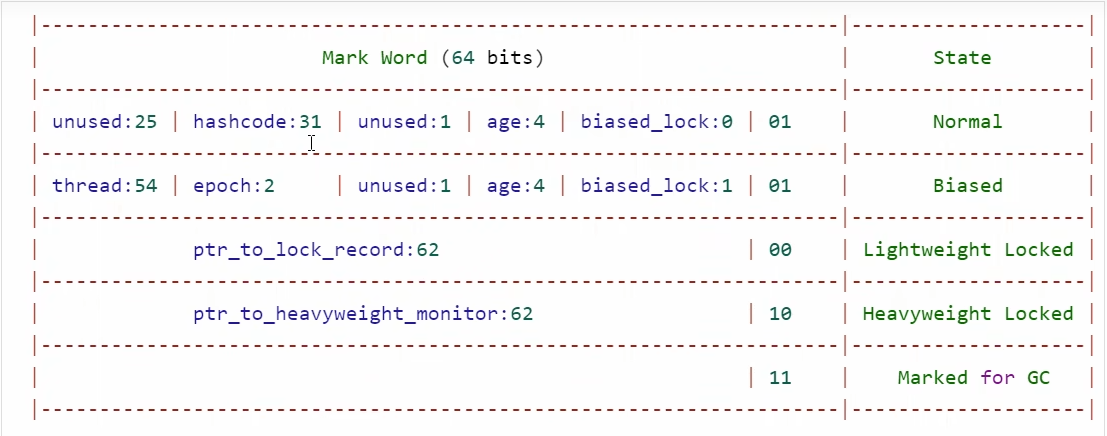 |--------------------------------------------------------------------|--------------------|
| Mark Word (64 bits) | State |
|--------------------------------------------------------------------|--------------------|
| unused:25 | hashcode:31 | unused:1 | age:4 | biased_lock:0 | 01 | Normal |
|--------------------------------------------------------------------|--------------------|
| thread:54 | epoch:2 | unused:1 | age:4 | biased_lock:1 | 01 | Biased |
|--------------------------------------------------------------------|--------------------|
| ptr_to_lock_record:62 | 00 | Lightweight Locked |
|--------------------------------------------------------------------|--------------------|
| ptr_to_heavyweight_monitor:62 | 10 | Heavyweight Locked |
|--------------------------------------------------------------------|--------------------|
| | 11 | Marked for GC |
|--------------------------------------------------------------------|--------------------|